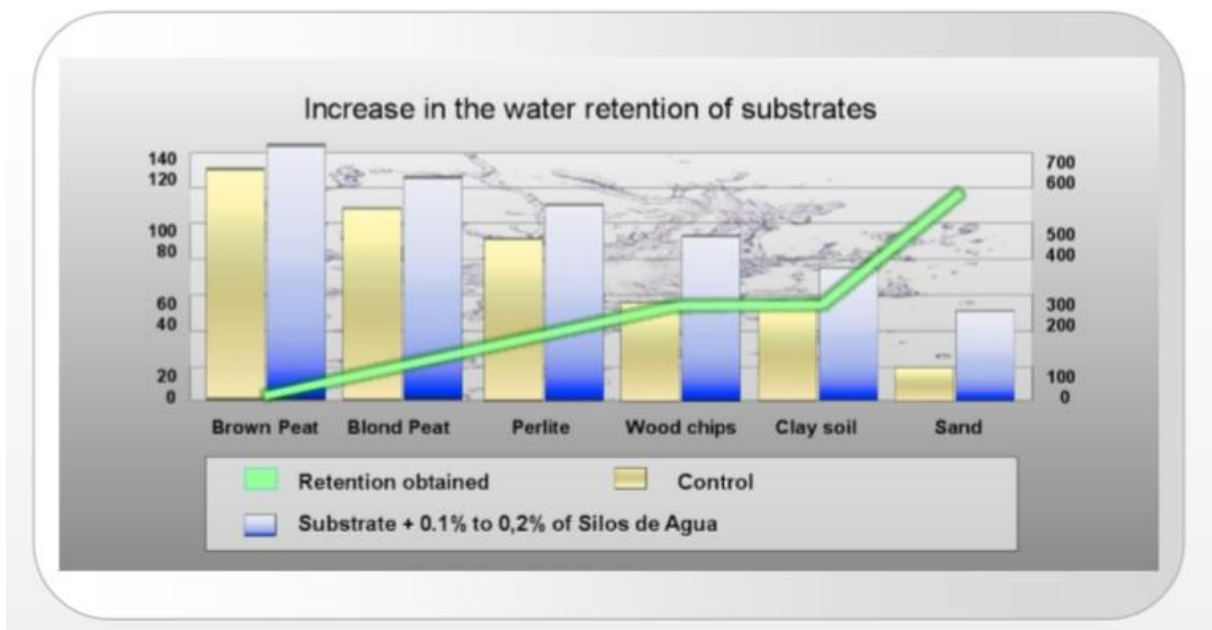 Increase in the water retention of substrates
140 700
120 600
100 500
80 400
60 300
40 200
20 100
0 0
Brown Peat Blond Peat Perlite Wood chips Clay soil Sand
Retention obtained Control
Substrate + 0.1% to 0,2% of Silos de Agua